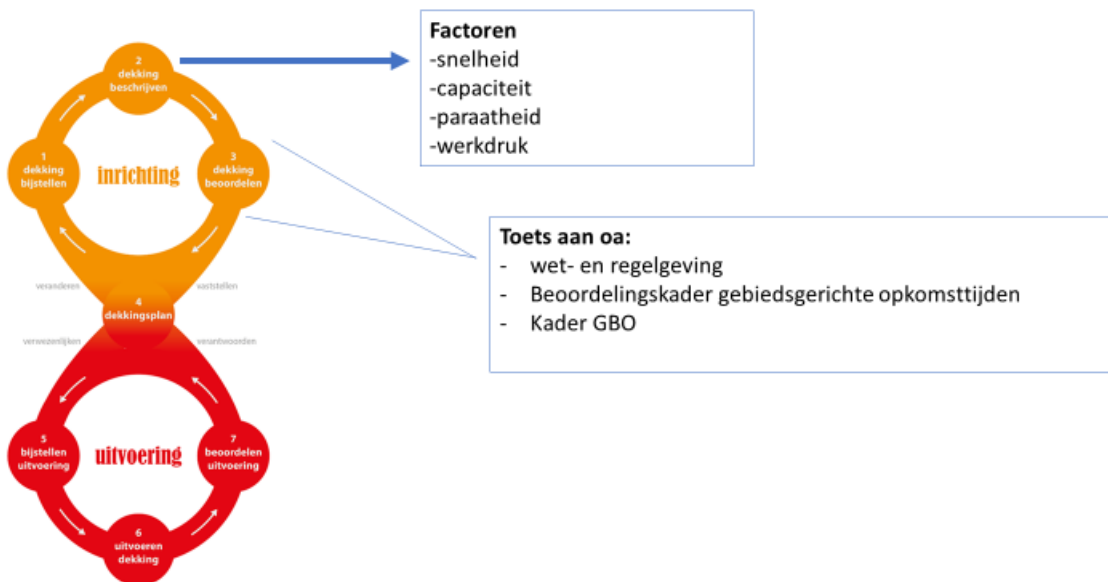 Factoren
-snelheid
-capaciteit
-paraatheid
-werkdruk
2
dekking
beschrijven
1
dekking
bijstellen
inrichting
3
dekking
beoordelen
Toets aan oa:
- wet- en regelgeving
- Beoordelingskader gebiedsgerichte opkomsttijden
- Kader GBO
veranderen
vaststellen
4
dekkingsplan
verwezenlijken
verantwoorden
5
bijstellen
uitvoering
uitvoering
7
beoordelen
uitvoering
6
uitvoeren
dekking